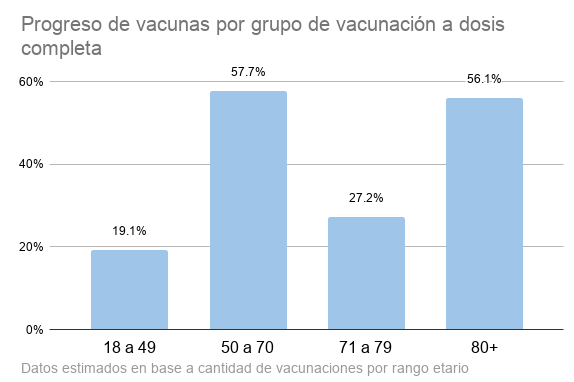 Progreso de vacunas por grupo de vacunación a dosis
completa
60%
40%
20%
0%
19.1%
57.7%
27.2%
56.1%
18 a 49
50 a 70
71 a 79
80+
Datos estimados en base a cantidad de vacunaciones por rango etario